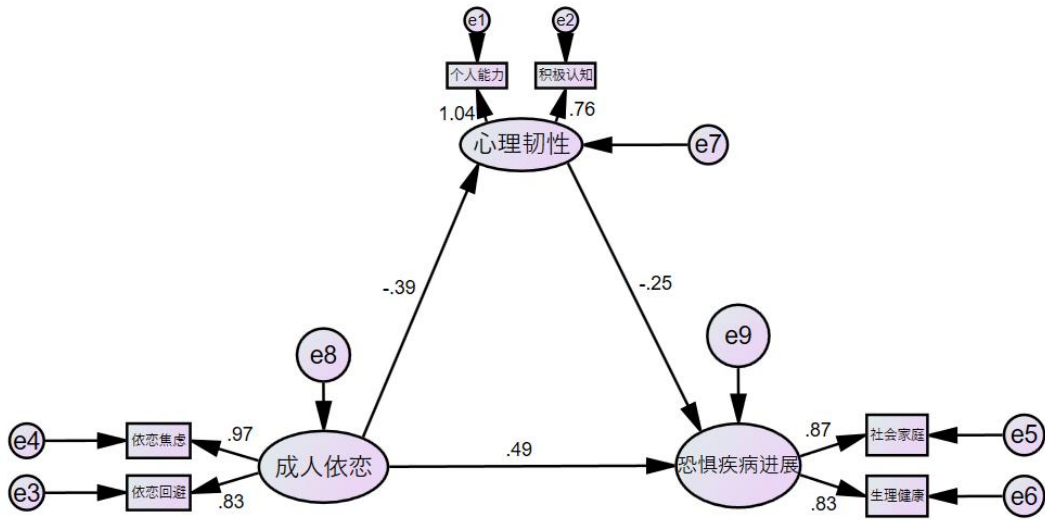 e1
e2
个人能力
积极认知
1.04
.76
心理韧性
e7
-.39
-.25
e8
e9
e4
依恋焦虑
.97
成人依恋
.49
恐惧疾病进展
.87
社会家庭
e5
e3
依恋回避
.83
.83
生理健康
e6